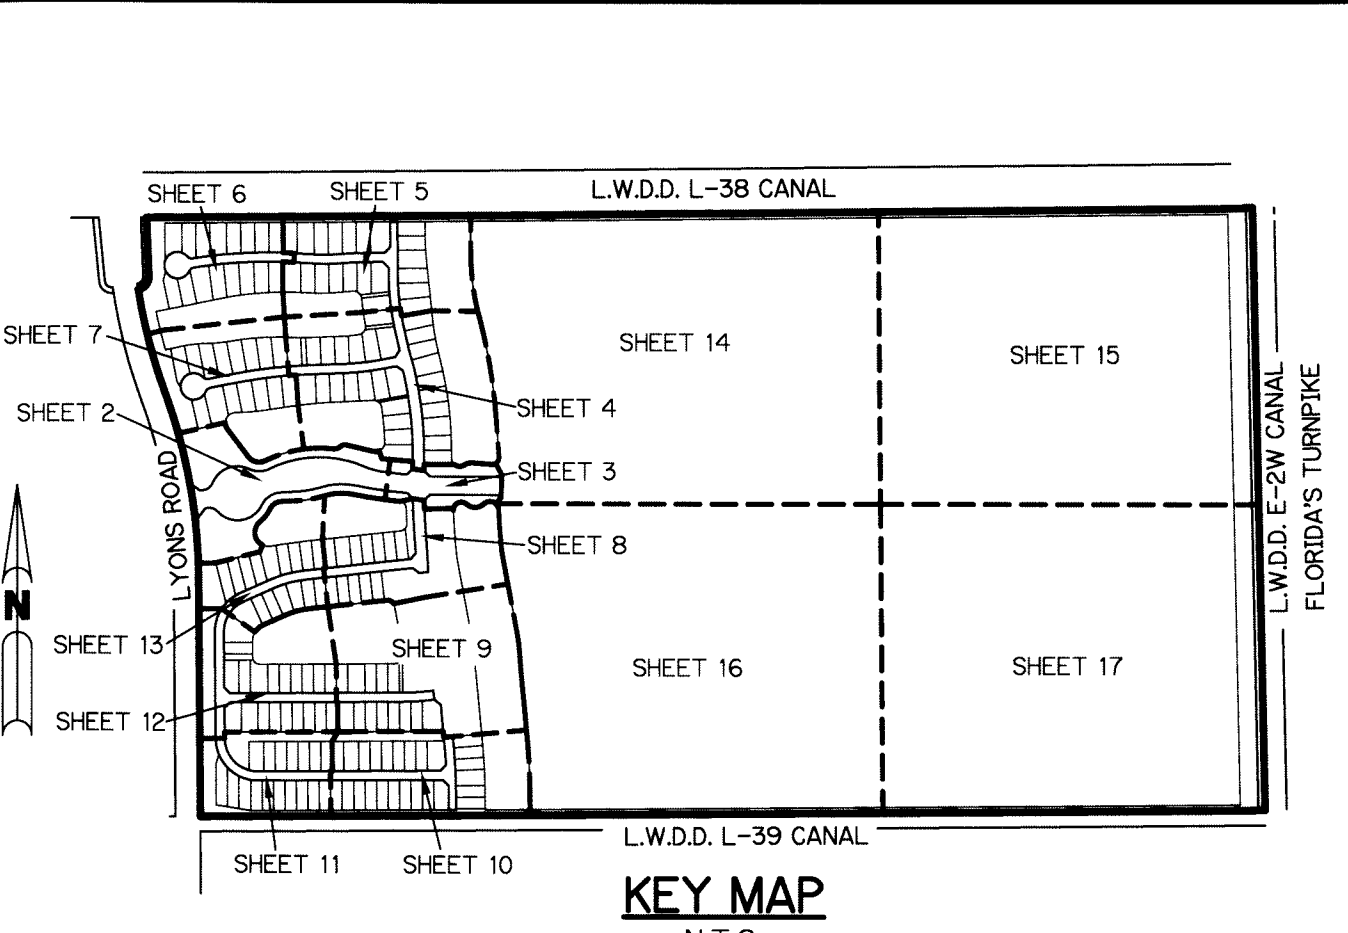 L.W.D.D. L-38 CANAL
SHEET 6
SHEET 5
SHEET 7
SHEET 14
SHEET 15
SHEET 2
SHEET 4
SHEET 3
LYONS ROAD
L.W.D.D. E-2W CANAL
FLORIDA'S TURNPIKE
SHEET 8
N
SHEET 13
SHEET 9
SHEET 16
SHEET 17
SHEET 12
L.W.D.D. L-39 CANAL
SHEET 11
SHEET 10
KEY MAP